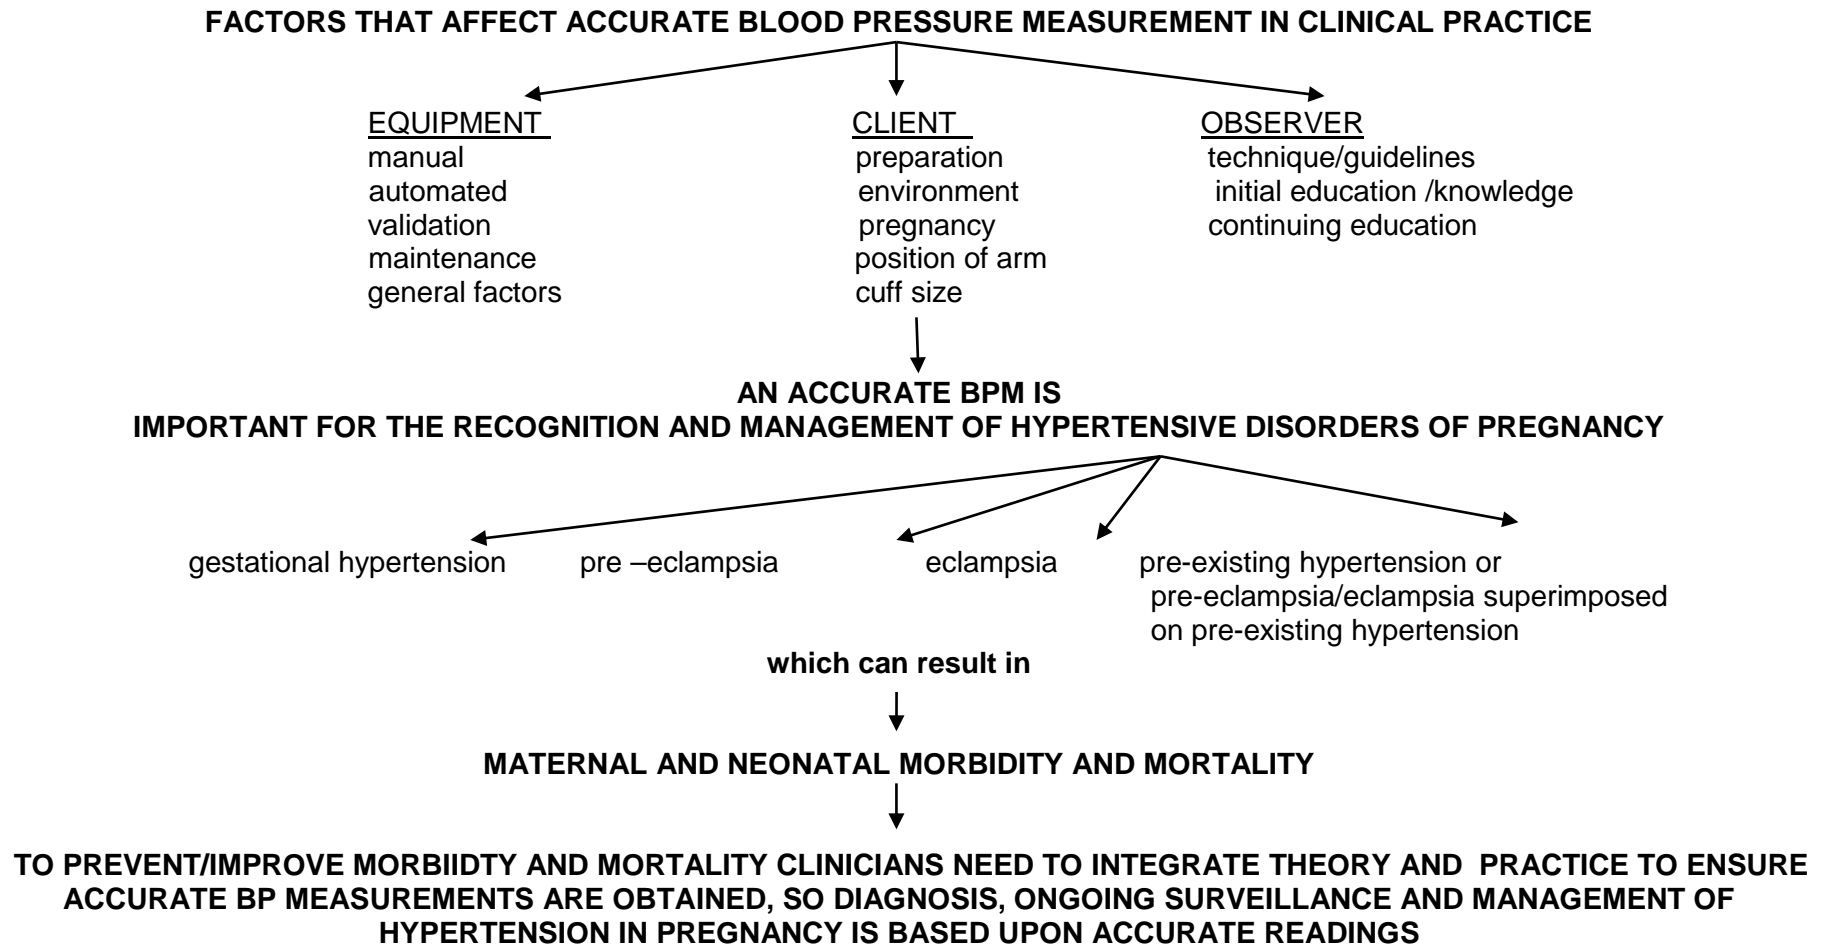 FACTORS THAT AFFECT ACCURATE BLOOD PRESSURE MEASUREMENT IN CLINICAL PRACTICE
EQUIPMENT
manual
automated
validation
maintenance
general factors
CLIENT
preparation
environment
pregnancy
position of arm
cuff size
OBSERVER
technique/guidelines
initial education /knowledge
continuing education
AN ACCURATE BPM IS
IMPORTANT FOR THE RECOGNITION AND MANAGEMENT OF HYPERTENSIVE DISORDERS OF PREGNANCY
gestational hypertension
pre –eclampsia
eclampsia
pre-existing hypertension or
pre-eclampsia/eclampsia superimposed
on pre-existing hypertension
which can result in
MATERNAL AND NEONATAL MORBIDITY AND MORTALITY
TO PREVENT/IMPROVE MORBIIDTY AND MORTALITY CLINICIANS NEED TO INTEGRATE THEORY AND PRACTICE TO ENSURE
ACCURATE BP MEASUREMENTS ARE OBTAINED, SO DIAGNOSIS, ONGOING SURVEILLANCE AND MANAGEMENT OF
HYPERTENSION IN PREGNANCY IS BASED UPON ACCURATE READINGS